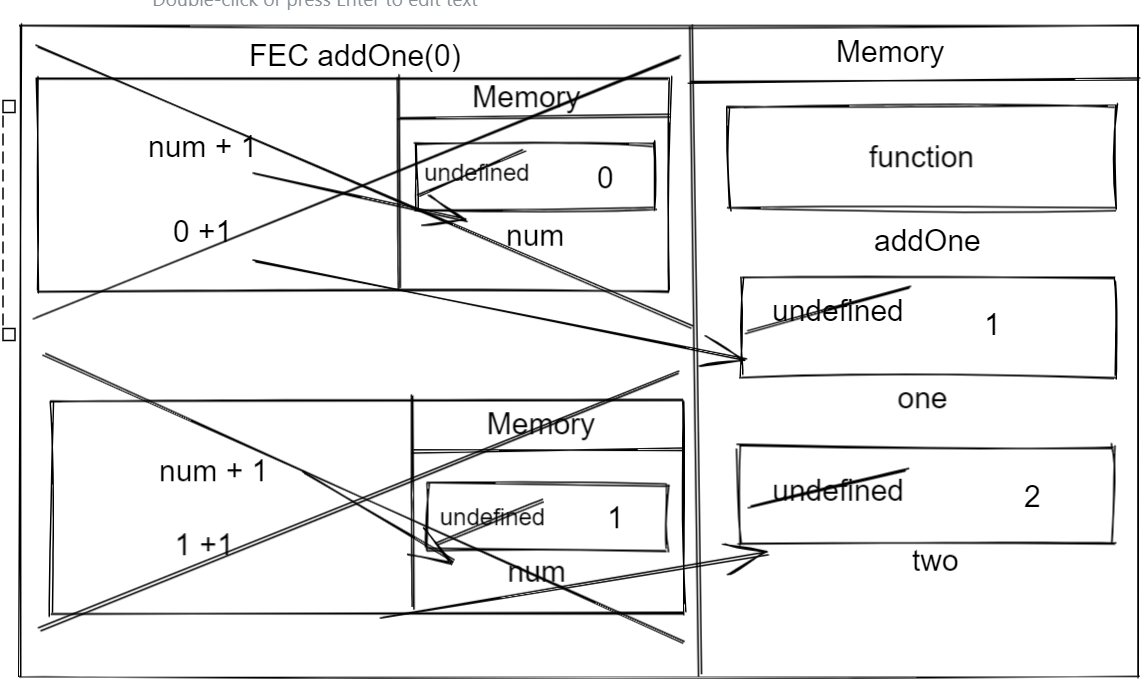 Double-click or press Enter to edit text
FEC addOne(0)
Memory
num + 1
undefined 0
0 +1
num
Memory
num + 1
undefined 1
1 +1
num
Memory
function
addOne
undefined 1
one
undefined 2
two